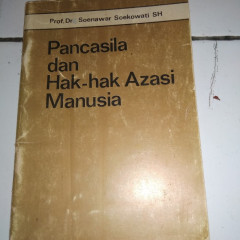 Prof. Dr. Soenawar Soekowati SH
Pancasila
dan
Hak-hak Azasi
Manusia